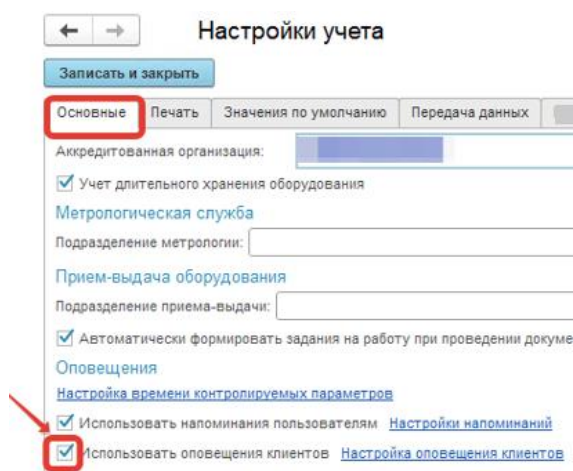 Настройки учета
Записать и закрыть
Основные Печать Значения по умолчанию Передача данных
Аккредитованная организация:
Учет длительного хранения оборудования
Метрологическая служба
Подразделение метрологии:
Прием-выдача оборудования
Подразделение приема-выдачи:
Автоматически формировать задания на работу при проведении докуме
Оповещения
Настройка времени контролируемых параметров
Использовать напоминания пользователям Настройки напоминаний
Использовать оповещения клиентов Настройка оповещения клиентов